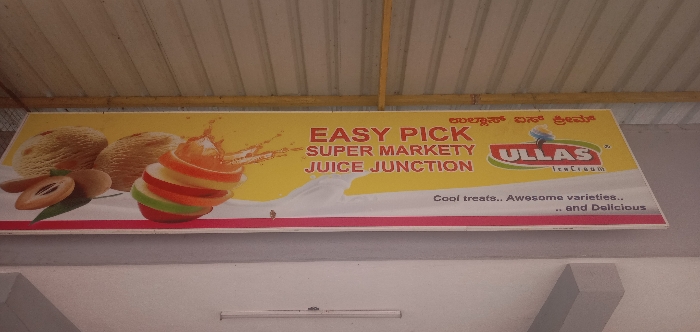 ಉಲ್ಲಾಸ್ ಐಸ್ ಕ್ರೀಮ್
EASY PICK
SUPER MARKETY
JUICE JUNCTION
ULLAS
IceCream
Cool treats.. Awesome varieties..
.. and Delicious